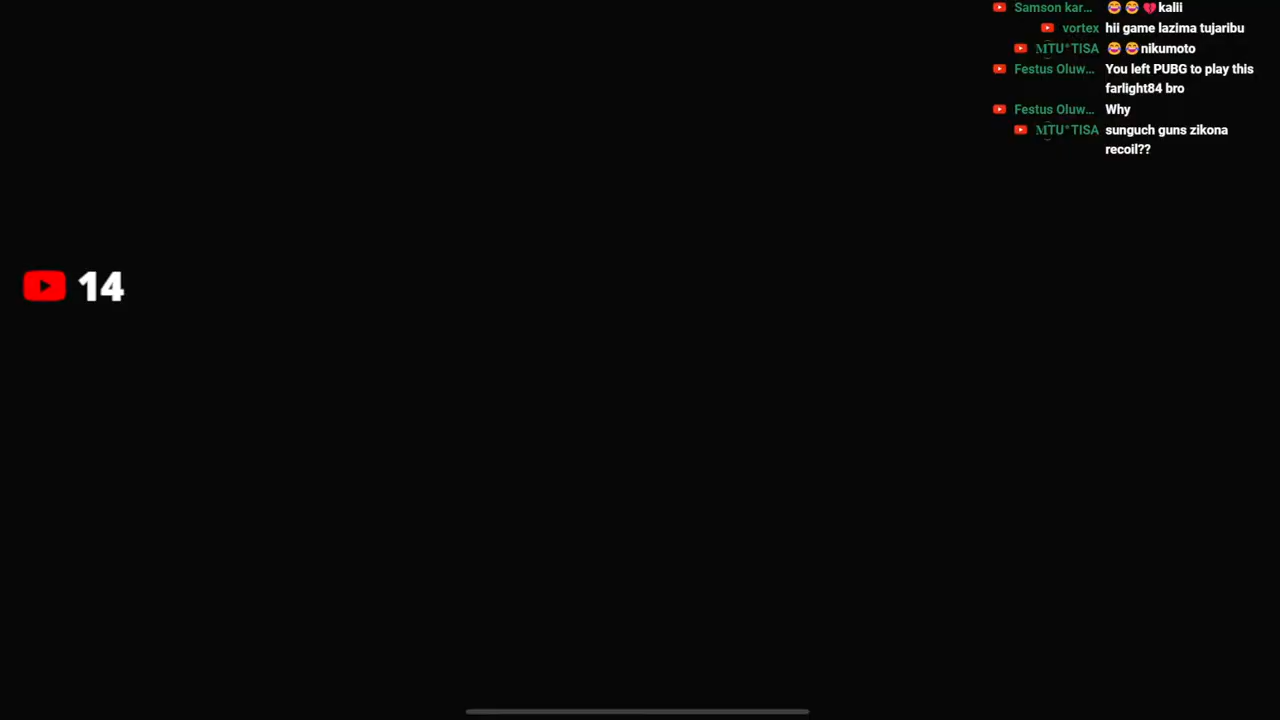 Samson kar... 😂😂💔kalii
vortex hii game lazima tujaribu
MTU*TISA 😂😂nikumoto
Festus Oluw... You left PUBG to play this
farlight84 bro
Festus Oluw... Why
MTU*TISA sunguch guns zikona
recoil??
14